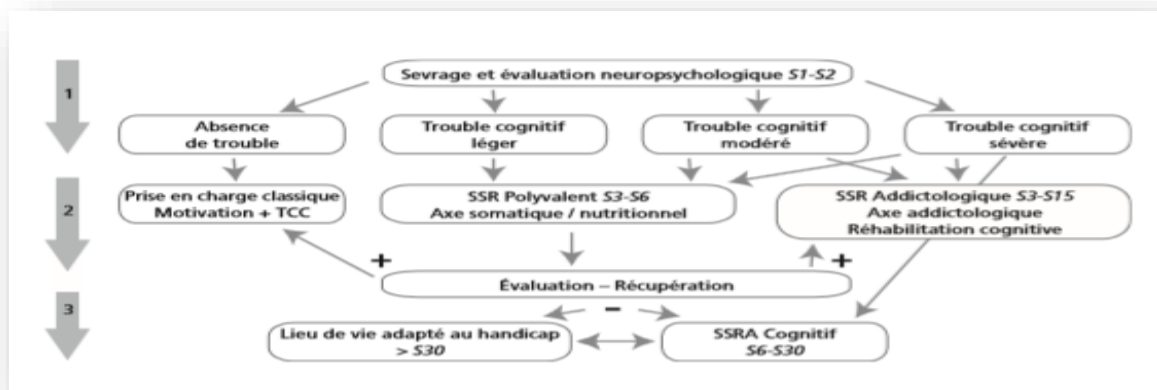 1
Sevrage et évaluation neuropsychologique S1-S2
Absence
de trouble
Trouble cognitif
léger
Trouble cognitif
modéré
Trouble cognitif
sévère
2
Prise en charge classique
Motivation + TCC
SSR Polyvalent S3-S6
Axe somatique / nutritionnel
SSR Addictologique S3-S15
Axe addictologique
Réhabilitation cognitive
+
+
Évaluation – Récupération
3
–
Lieu de vie adapté au handicap
> S30
SSRA Cognitif
S6-S30